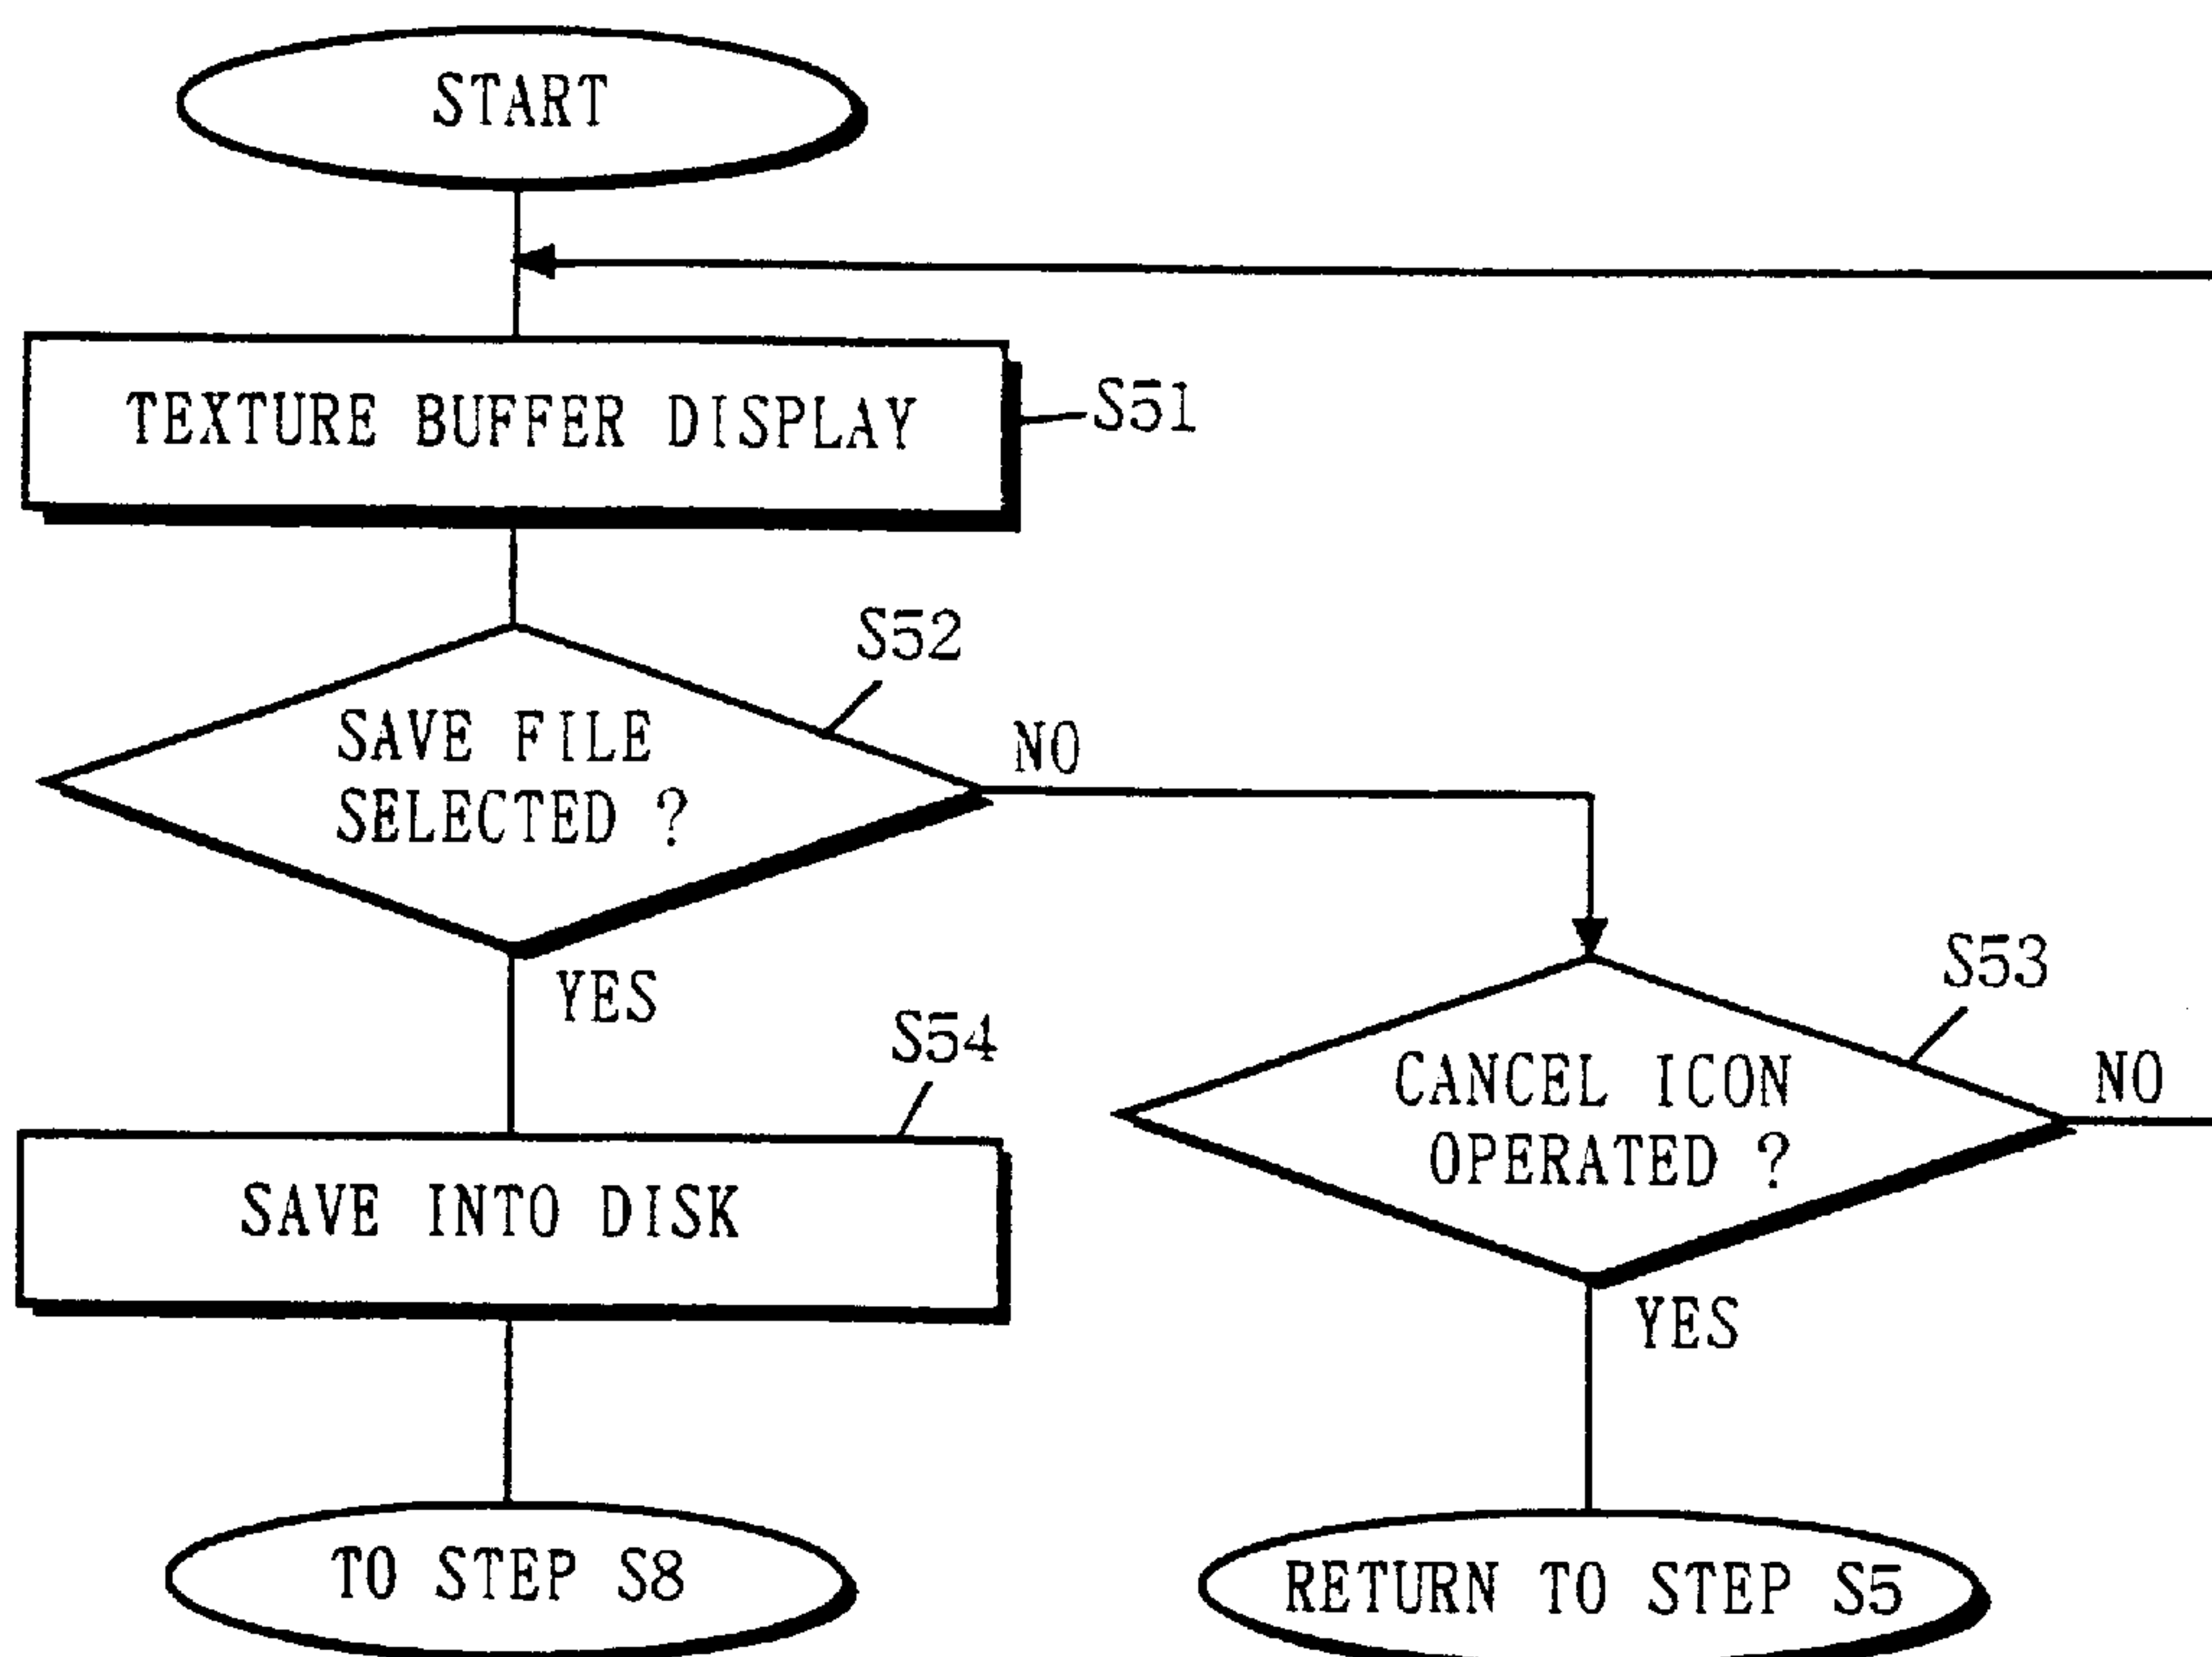 START
TEXTURE BUFFER DISPLAY
S51
S52
SAVE FILE
SELECTED ?
NO
YES
S53
CANCEL ICON
OPERATED ?
NO
YES
S54
SAVE INTO DISK
TO STEP S8
RETURN TO STEP S5